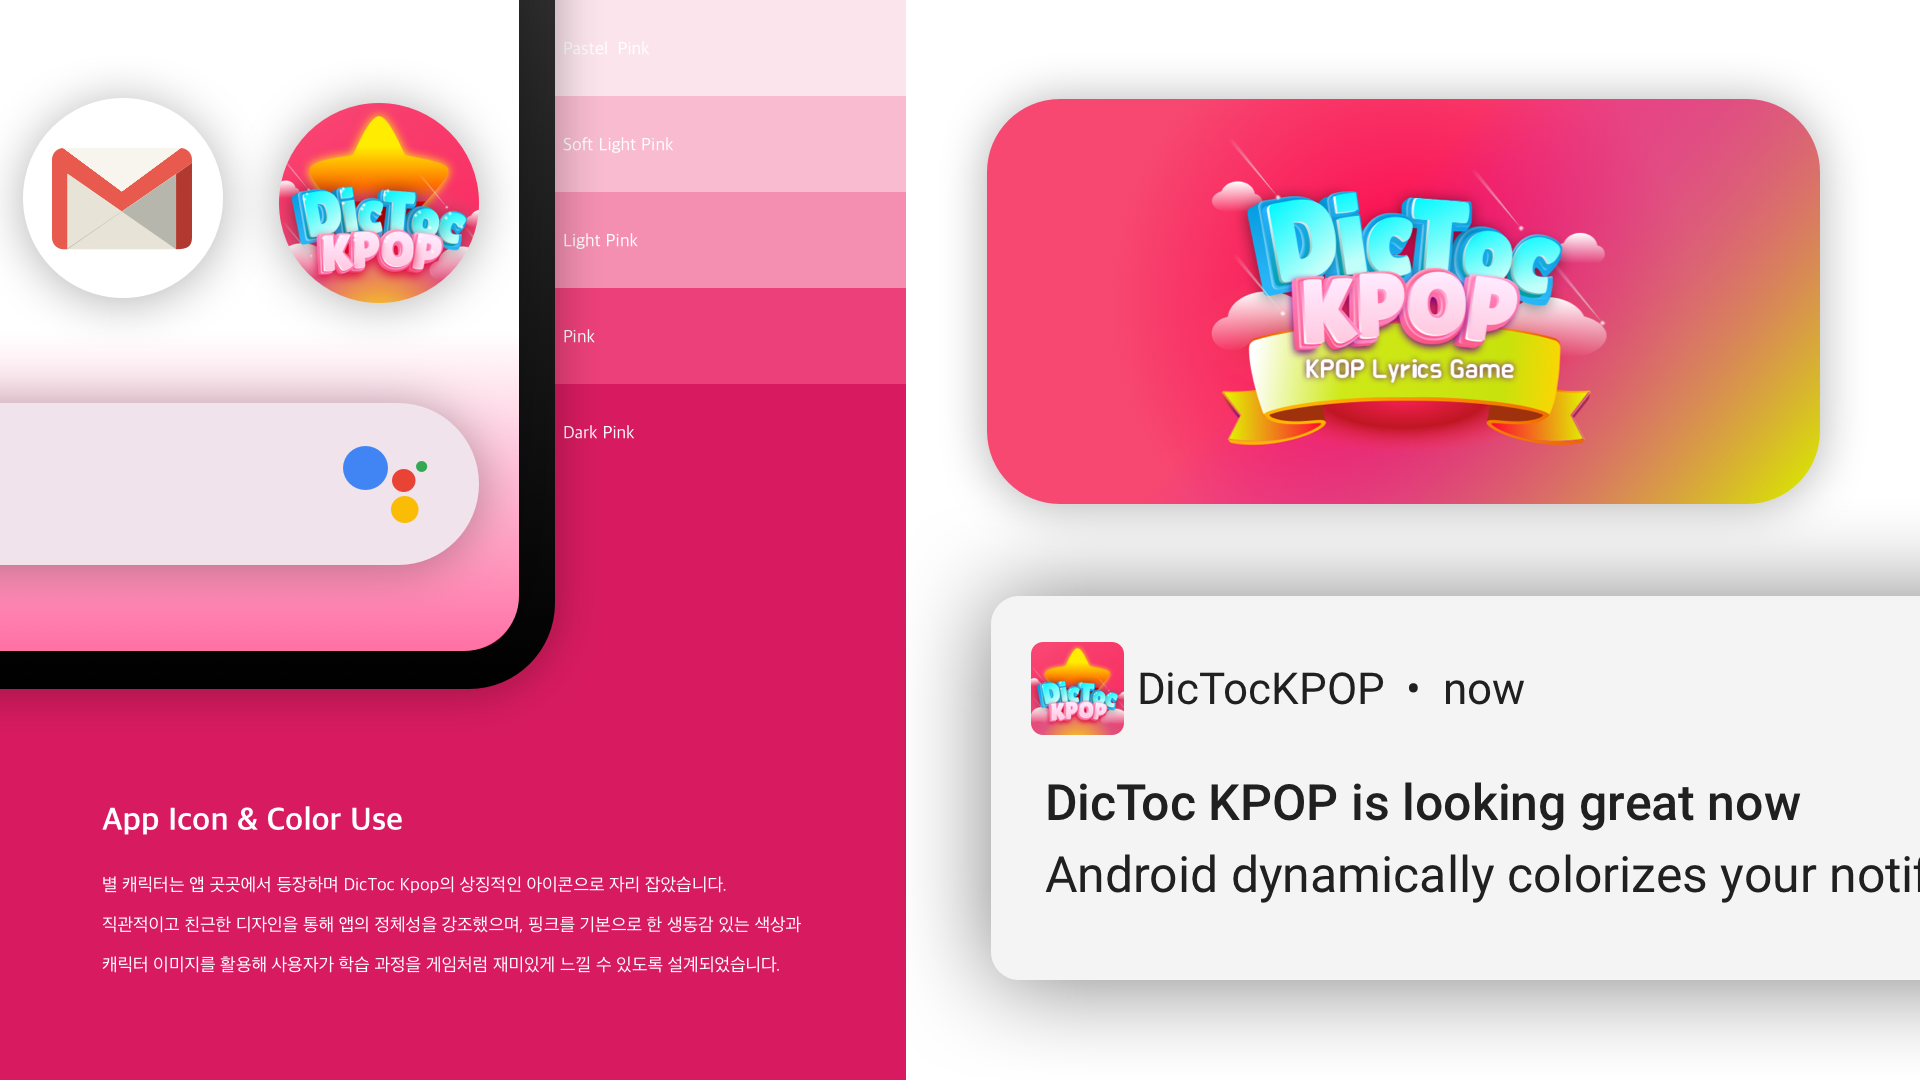 DicToc
KPOP
Pastel Pink
Soft Light Pink
Light Pink
Pink
Dark Pink
App Icon & Color Use
별 캐릭터는 앱 곳곳에서 등장하며 DicToc Kpop의 상징적인 아이콘으로 자리 잡았습니다.
직관적이고 친근한 디자인을 통해 앱의 정체성을 강조했으며, 핑크를 기본으로 한 생동감 있는 색상과
캐릭터 이미지를 활용해 사용자가 학습 과정을 게임처럼 재미있게 느낄 수 있도록 설계되었습니다.
DicToc
KPOP
KPOP Lyrics Game
DicToc
KPOP
DicTocKPOP • now
DicToc KPOP is looking great now
Android dynamically colorizes your notif